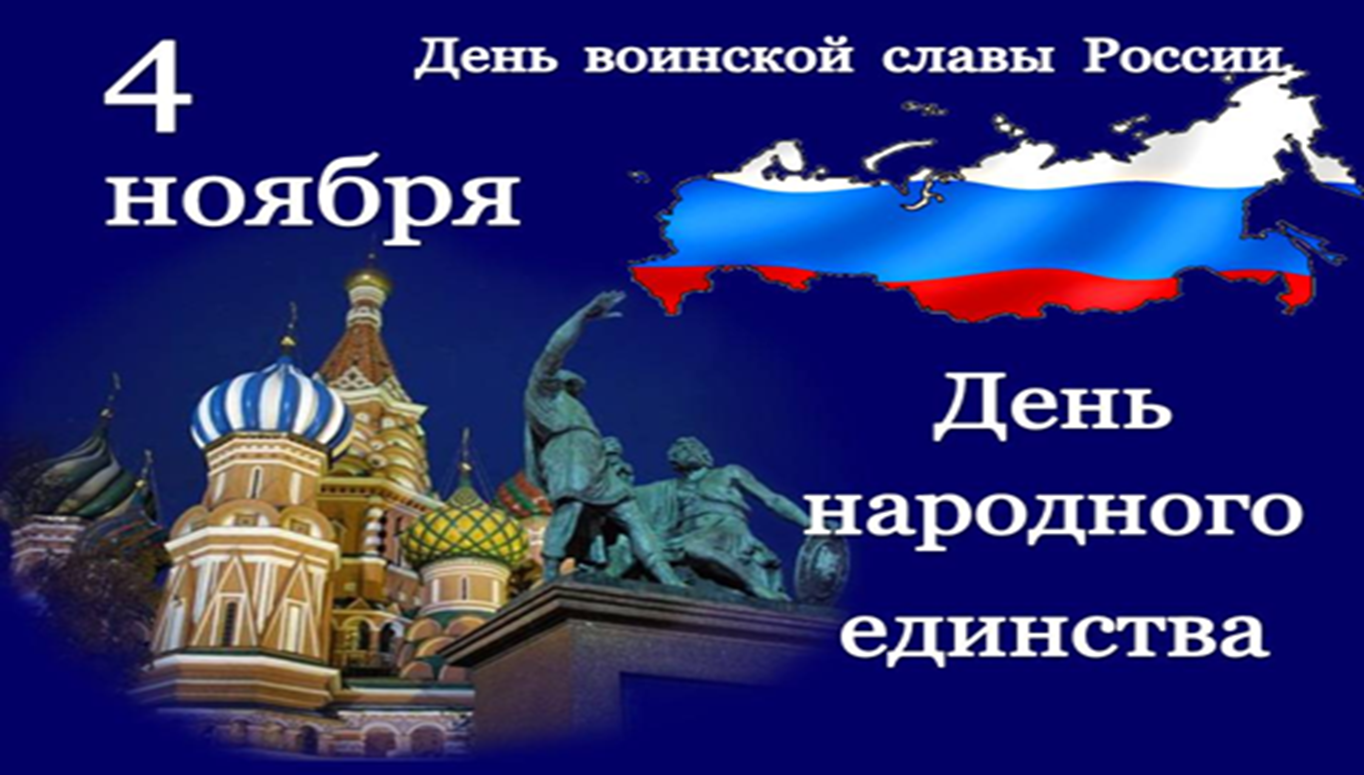 4
ноября
День воинской славы России
День
народного
единства